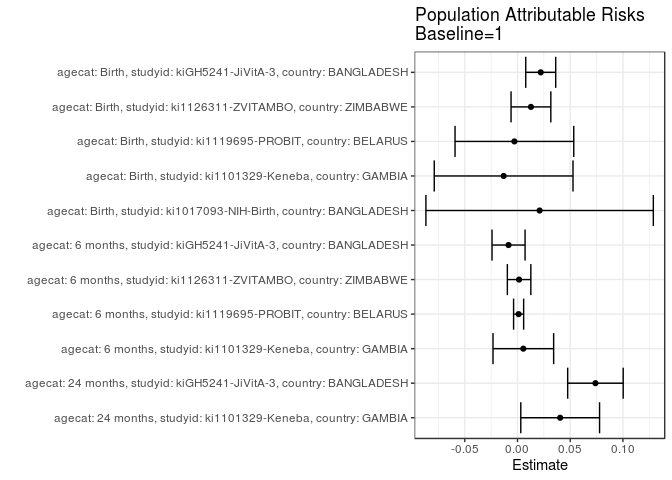 Population Attributable Risks
Baseline=1
agecat: Birth, studyid: kiGH5241-JiVitA-3, country: BANGLADESH
agecat: Birth, studyid: ki1126311-ZVITAMBO, country: ZIMBABWE
agecat: Birth, studyid: ki1119695-PROBIT, country: BELARUS
agecat: Birth, studyid: ki1101329-Keneba, country: GAMBIA
agecat: Birth, studyid: ki1017093-NIH-Birth, country: BANGLADESH
agecat: 6 months, studyid: kiGH5241-JiVitA-3, country: BANGLADESH
agecat: 6 months, studyid: ki1126311-ZVITAMBO, country: ZIMBABWE
agecat: 6 months, studyid: ki1119695-PROBIT, country: BELARUS
agecat: 6 months, studyid: ki1101329-Keneba, country: GAMBIA
agecat: 24 months, studyid: kiGH5241-JiVitA-3, country: BANGLADESH
agecat: 24 months, studyid: ki1101329-Keneba, country: GAMBIA
-0.05 0.00 0.05 0.10
Estimate